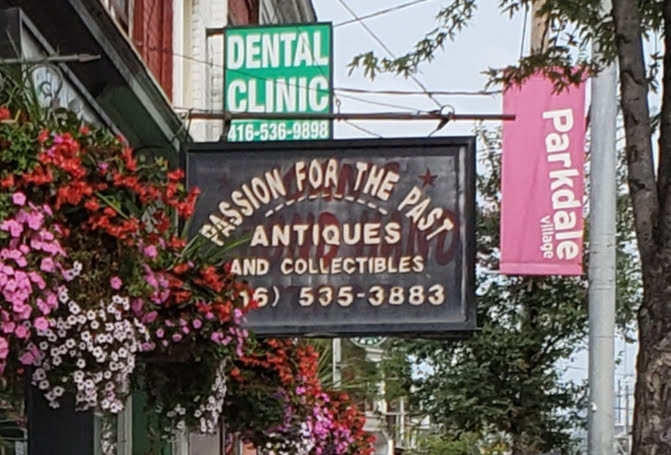 DENTAL
CLINIC
416-536-9898
PASSION FOR THE PAST
ANTIQUES
AND COLLECTIBLES
16) 535-3883
Parkdale
village